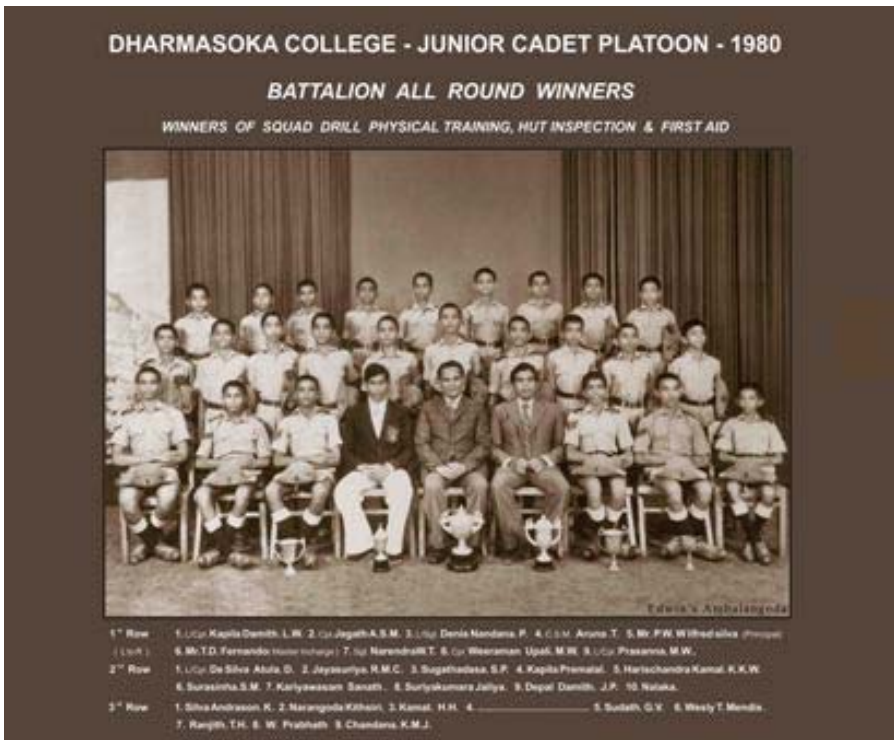 DHARMASOKA COLLEGE - JUNIOR CADET PLATOON - 1980
BATTALION ALL ROUND WINNERS
WINNERS OF SQUAD DRILL PHYSICAL TRAINING, HUT INSPECTION & FIRST AID
Edwin's Ambalangoda
1st Row 1. L/Cpl. Kapila Damith. L.W. 2. Cpl. Jagath A.S.M. 3. L/Sgt. Denis Nandana. P. 4. C.S.M. Aruna .T. 5. Mr. P.W. Wilfred silva (Principal)
( L to R ) 6. Mr. T.D. Fernando( Master Incharge ) 7. Sgt. Narendra W.T. 8. Cpl. Weeraman Upali. M.W. 9. L/Cpl. Prasanna. M.W.
2nd Row 1. L/Cpl. De Silva Atula. D. 2. Jayasuriya. R.M.C. 3. Sugathadasa. S.P. 4. Kapila Premalal. 5. Harischandra Kamal. K.K.W.
6. Surasinha. S.M. 7. Kariyawasam Sanath . 8. Suriyakumara Jaliya. 9. Depal Damith. J.P. 10. Nalaka.
3rd Row 1. Silva Andrason. K. 2. Narangoda Kithsiri. 3. Kamal. H.H. 4. 5. Sudath. G.V. 6. Wesly T. Mendis.
7. Ranjith. T.H. 8. W. Prabhath 9. Chandana. K.M.J.